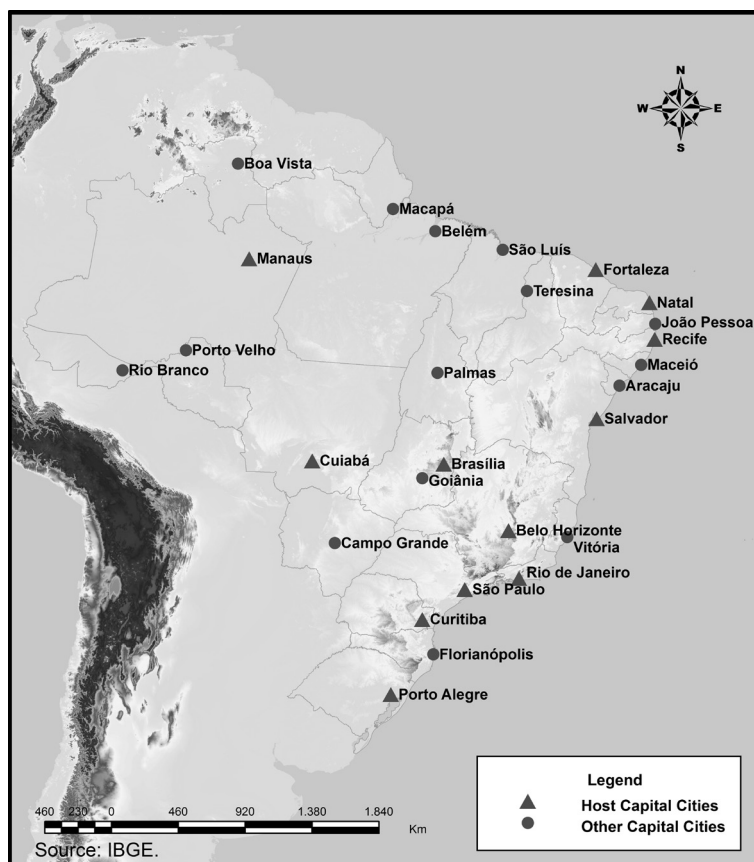 N
W E
S
Boa Vista
Macapá
Belém
São Luís
Manaus
Fortaleza
Teresina
Natal
João Pessoa
Recife
Porto Velho
Maceió
Rio Branco
Palmas
Aracaju
Salvador
Cuiabá
Brasília
Goiânia
Belo Horizonte
Campo Grande
Vitória
Rio de Janeiro
São Paulo
Curitiba
Florianópolis
Porto Alegre
Legend
Host Capital Cities
Other Capital Cities
460 230 0 460 920 1.380 1.840
Km
Source: IBGE.